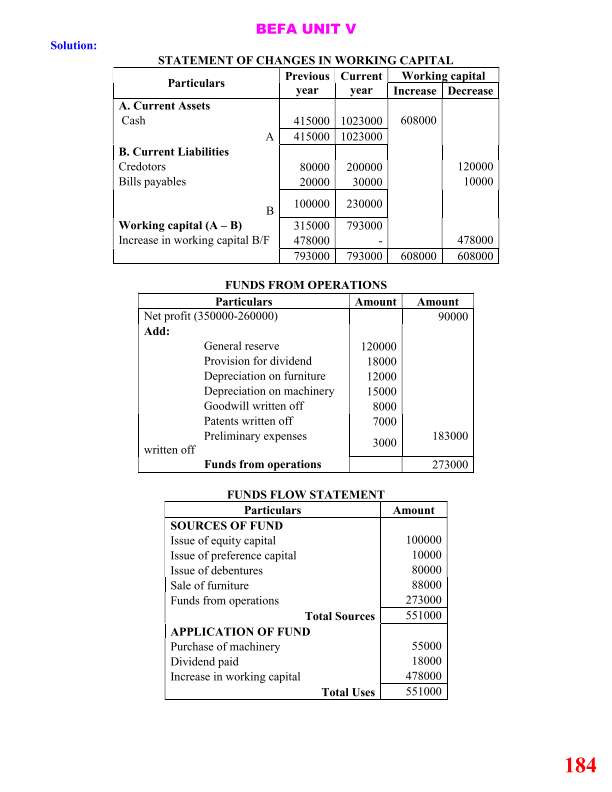 BEFA UNIT V
Solution:
STATEMENT OF CHANGES IN WORKING CAPITAL
Particulars Previous year Current year Working capital
Increase Decrease
A. Current Assets
Cash 415000 1023000 608000
A 415000 1023000
B. Current Liabilities
Credotors 80000 200000 120000
Bills payables 20000 30000 10000
B 100000 230000
Working capital (A – B) 315000 793000
Increase in working capital B/F 478000 - 478000
793000 793000 608000 608000
FUNDS FROM OPERATIONS
Particulars Amount Amount
Net profit (350000-260000) 90000
Add:
General reserve 120000
Provision for dividend 18000
Depreciation on furniture 12000
Depreciation on machinery 15000
Goodwill written off 8000
Patents written off 7000
Preliminary expenses 3000 183000
written off
Funds from operations 273000
FUNDS FLOW STATEMENT
Particulars Amount
SOURCES OF FUND
Issue of equity capital 100000
Issue of preference capital 10000
Issue of debentures 80000
Sale of furniture 88000
Funds from operations 273000
Total Sources 551000
APPLICATION OF FUND
Purchase of machinery 55000
Dividend paid 18000
Increase in working capital 478000
Total Uses 551000
184